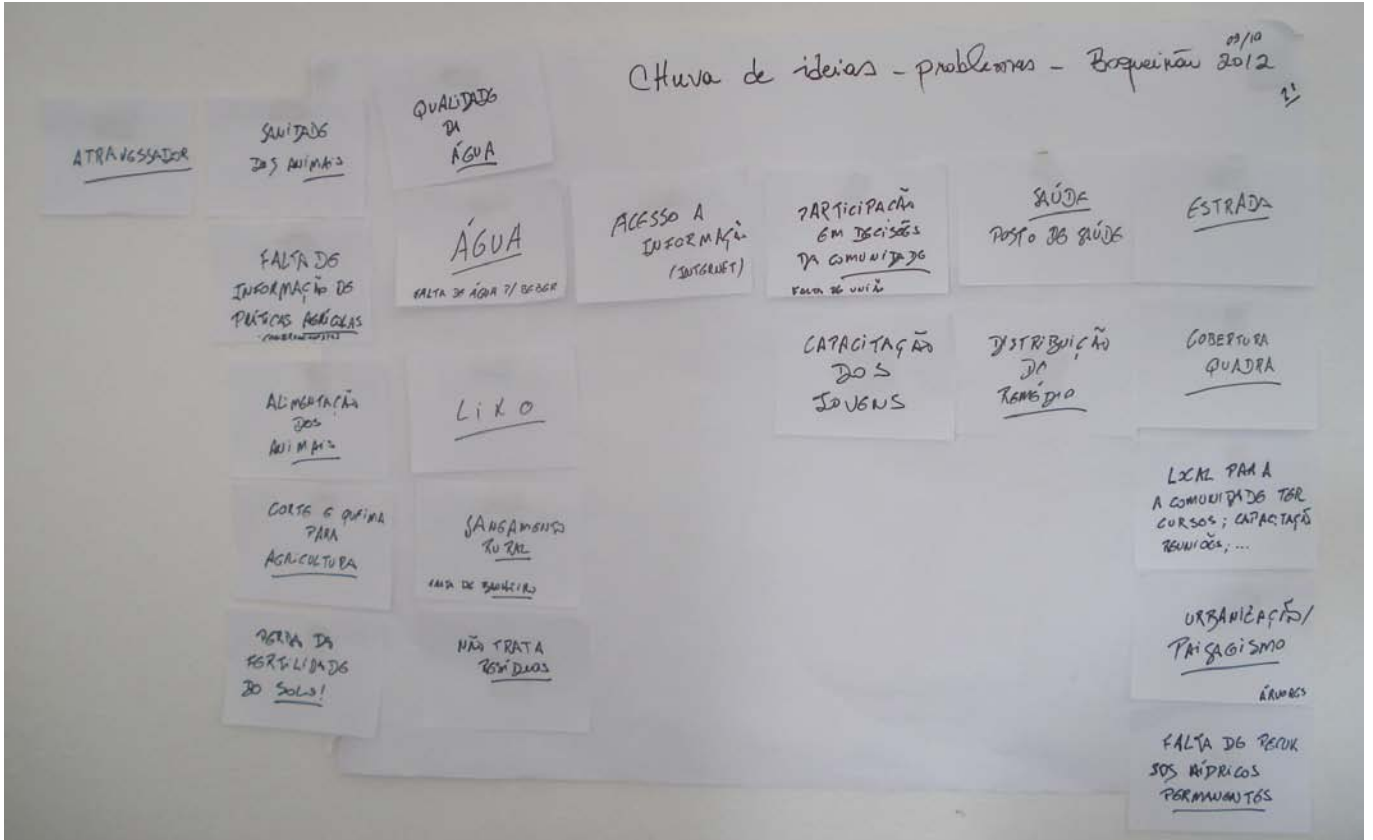 CHuva de ideias - problemas - Boqueirão 2012
09/10
1º
ATRAVESSADOR
SANIDADE
DOS ANIMAIS
FALTA DE
INFORMAÇÃO DE
PRÁTICAS AGRÍCOLAS
ALIMENTAÇÃO
DOS
ANIMAIS
CORTE E QUEIMA
PARA
AGRICULTURA
PERDA DA
FERTILIDADE
DO SOLO!
QUALIDADE
DA
ÁGUA
ÁGUA
FALTA DE ÁGUA P/ BEBER
LiXO
SANEAMENTO
RURAL
FALTA DE BANHEIRO
NÃO TRATA
RESÍDUOS
ACESSO A
INFORMAÇÃO
(INTERNET)
PARTICIPAÇÃO
EM DECISÕES
DA COMUNIDADE
FALTA DE UNIÃO
CAPACITAÇÃO
DOS
JOVENS
SAÚDE
POSTO DE SAÚDE
DISTRIBUIÇÃO
DE
REMÉDIO
ESTRADA
COBERTURA
QUADRA
LOCAL PARA
A COMUNIDADE TER
CURSOS; CAPACITAÇÃO
REUNIÕES; ...
URBANIZAÇÃO/
PAISAGISMO
ÁRVORES
FALTA DE RECUR
SOS HÍDRICOS
PERMANENTES